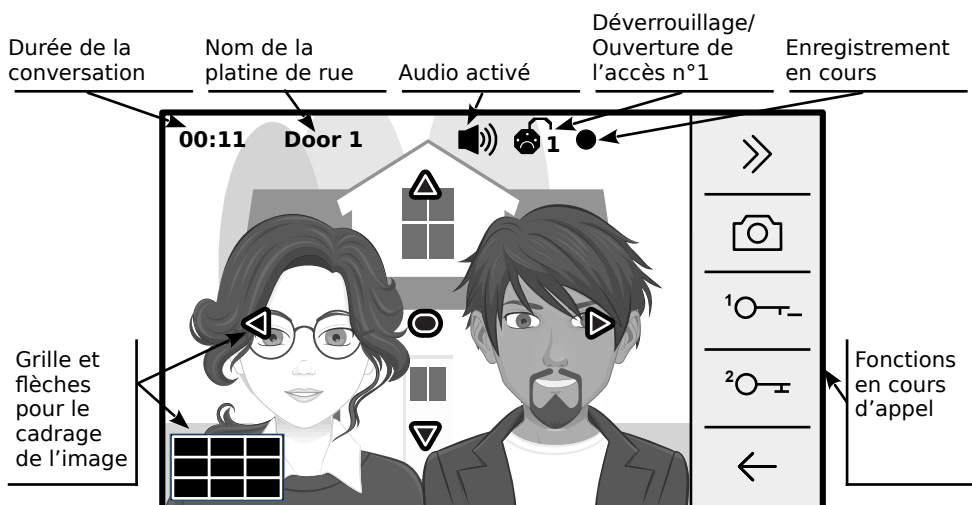 Durée de la
conversation
Nom de la
platine de rue
Audio activé
Déverrouillage/
Ouverture de
l’accès n°1
Enregistrement
en cours
00:11
Door 1
1
1
2
Grille et
flèches
pour le
cadrage
de l’image
Fonctions
en cours
d’appel